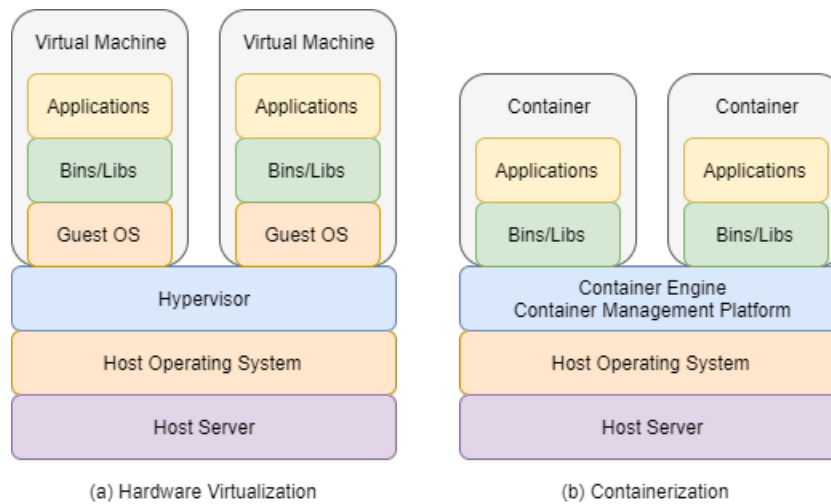 Virtual Machine
Applications
Bins/Libs
Guest OS
Virtual Machine
Applications
Bins/Libs
Guest OS
Hypervisor
Host Operating System
Host Server
(a) Hardware Virtualization
Container
Applications
Bins/Libs
Container
Applications
Bins/Libs
Container Engine
Container Management Platform
Host Operating System
Host Server
(b) Containerization